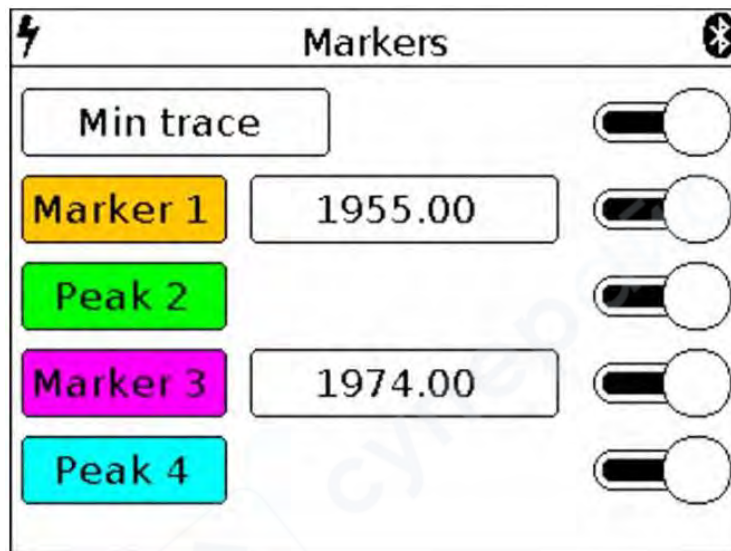 Markers
Min trace
Marker 1 1955.00
Peak 2
Marker 3 1974.00
Peak 4